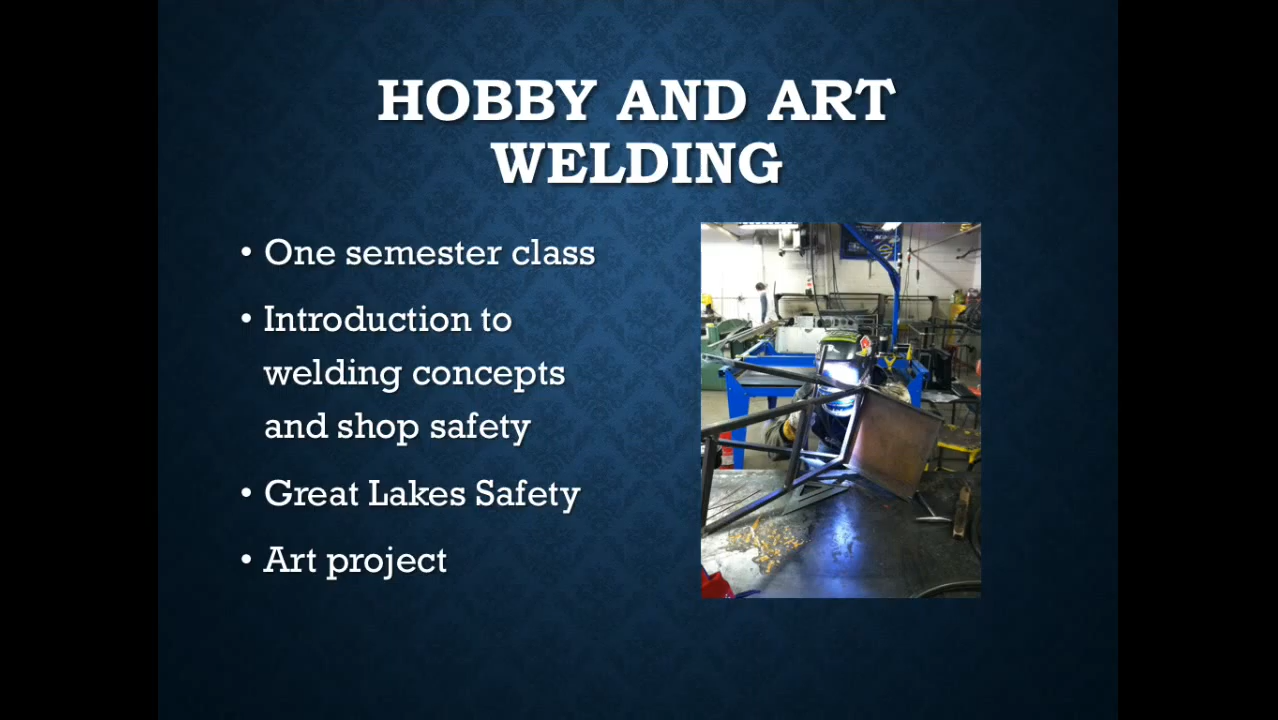 HOBBY AND ART
WELDING
• One semester class
• Introduction to
welding concepts
and shop safety
• Great Lakes Safety
• Art project